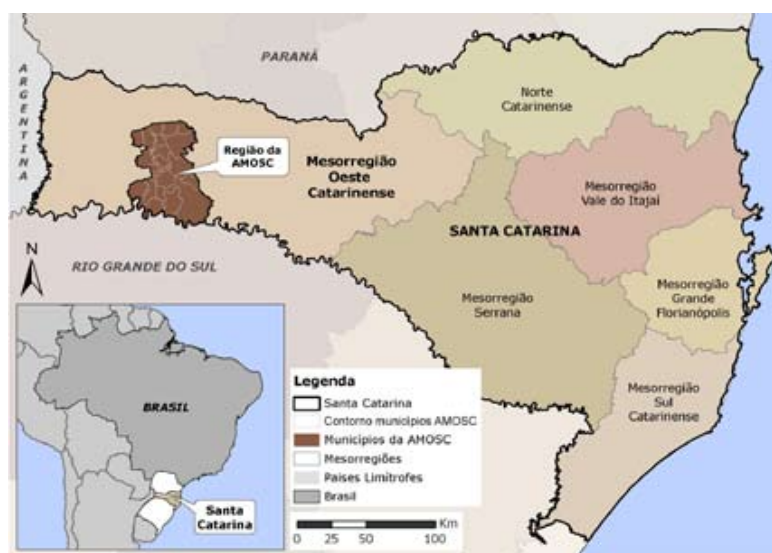 PARANÁ
ARGENTINA
Norte
Catarinense
Região da
AMOSC
Mesorregião
Oeste
Catarinense
Mesorregião
Vale do Itajaí
SANTA CATARINA
N
RIO GRANDE DO SUL
Mesorregião
Serrana
Mesorregião
Grande
Florianópolis
Mesorregião
Sul
Catarinense
BRASIL
Santa
Catarina
Legenda
Santa Catarina
Contorno municípios AMOSC
Municípios da AMOSC
Mesorregiões
Países Limítrofes
Brasil
Km
0 25 50 100